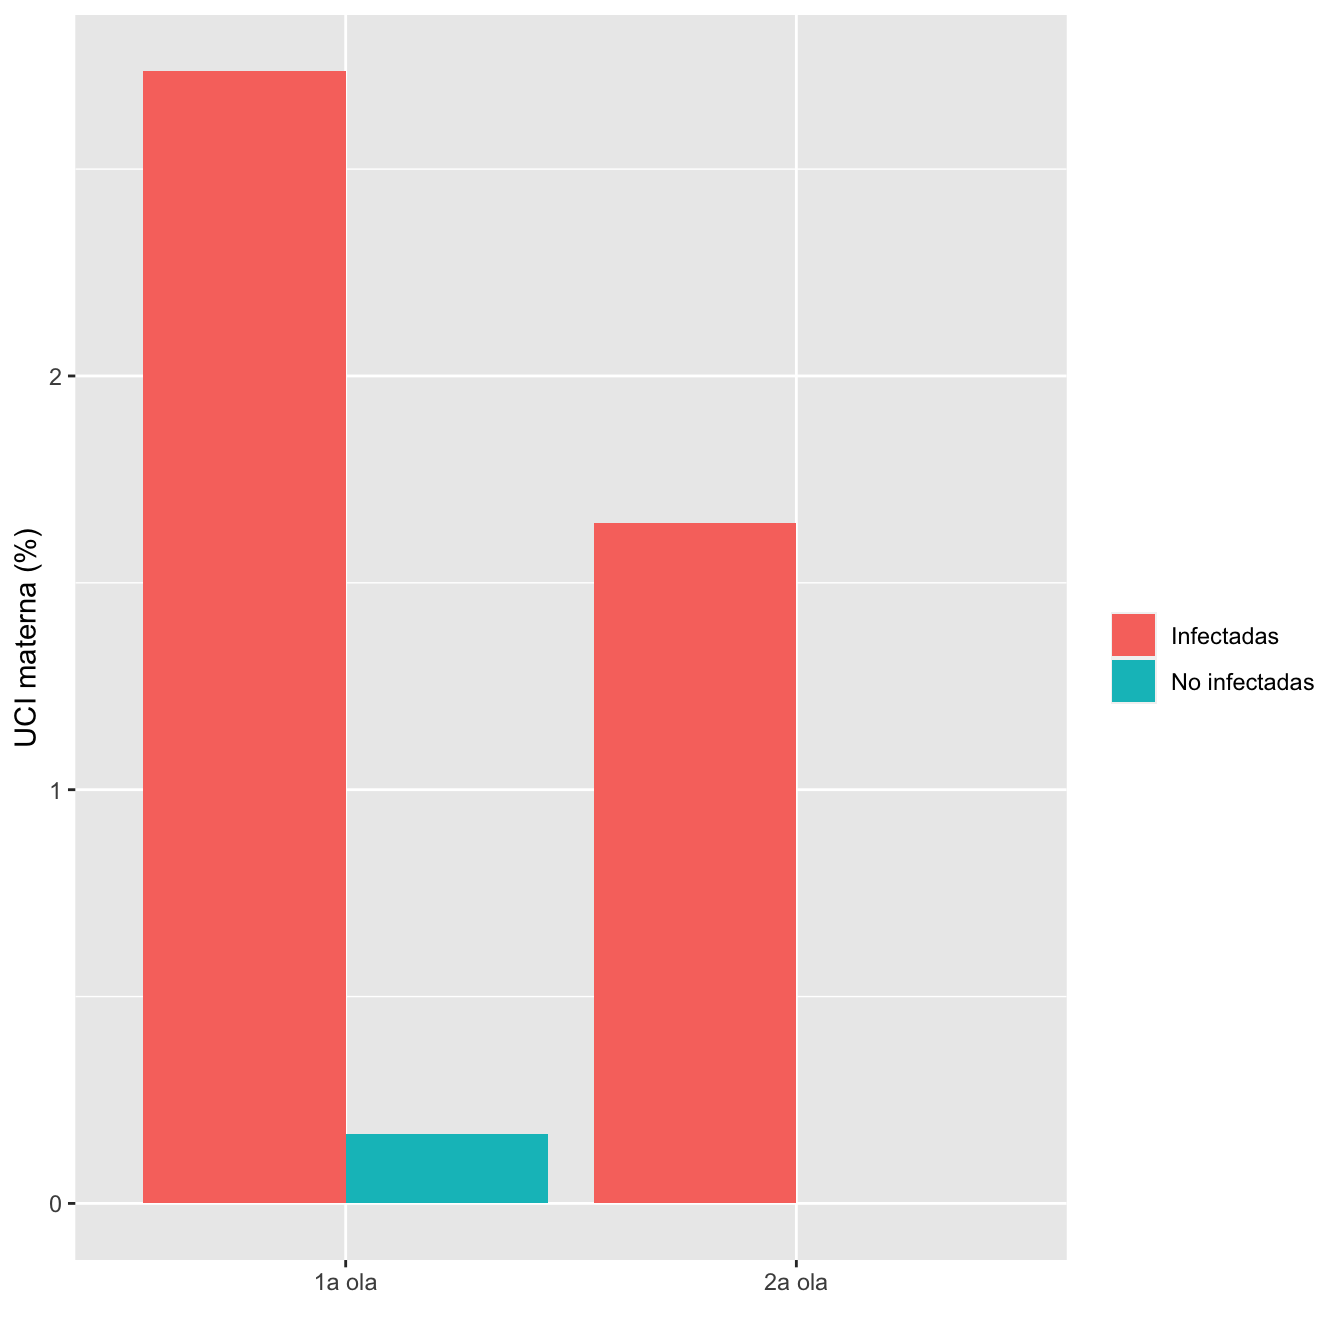 UCI materna (%)
2
1
0
1a ola
2a ola
Infectadas
No infectadas